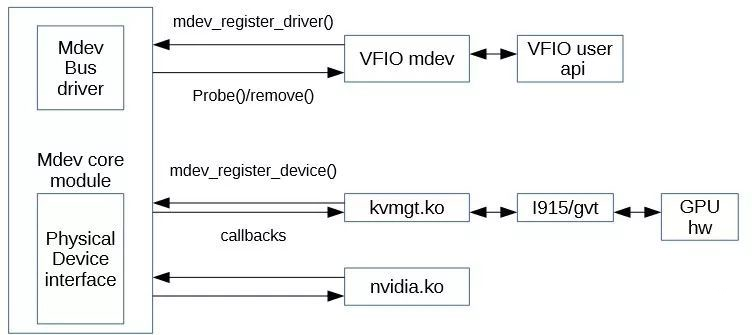 Mdev
Bus
driver
mdev_register_driver()
VFIO mdev
VFIO user
api
Probe()/remove()
Mdev core
module
mdev_register_device()
Physical
Device
interface
kvmgt.ko
I915/gvt
GPU
hw
callbacks
nvidia.ko